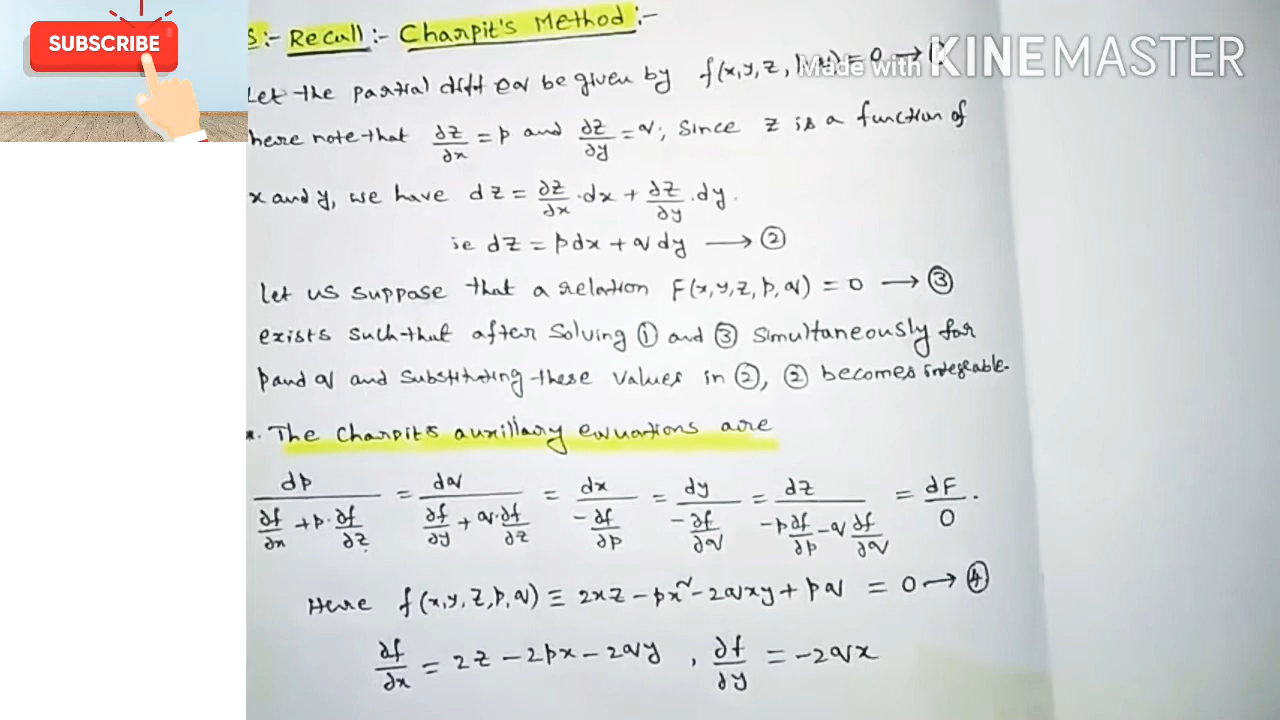 SUBSCRIBE
Made with KINEMASTER
S:- Recall:- Charpit's Method:-
Let the partial diff eqn be given by f(x,y,z,p,q)=0 →①
here note that ∂z/∂x = p and ∂z/∂y = q, since z is a function of
x and y, we have dz = ∂z/∂x · dx + ∂z/∂y · dy.
ie dz = pdx + qdy → ②
Let us suppose that a relation F(x,y,z,p,q) = 0 → ③
exists such that after solving ① and ③ simultaneously for
p and q and substituting these values in ②, ② becomes integrable.
The Charpit's auxillary equations are
dp/(∂f/∂x + p·∂f/∂z) = dq/(∂f/∂y + q·∂f/∂z) = dx/(-∂f/∂p) = dy/(-∂f/∂q) = dz/(-p∂f/∂p - q∂f/∂q) = dF/0.
Here f(x,y,z,p,q) ≡ 2xz - px² - 2qxy + pq = 0 → ④
∂f/∂x = 2z - 2px - 2qy , ∂f/∂y = -2qx